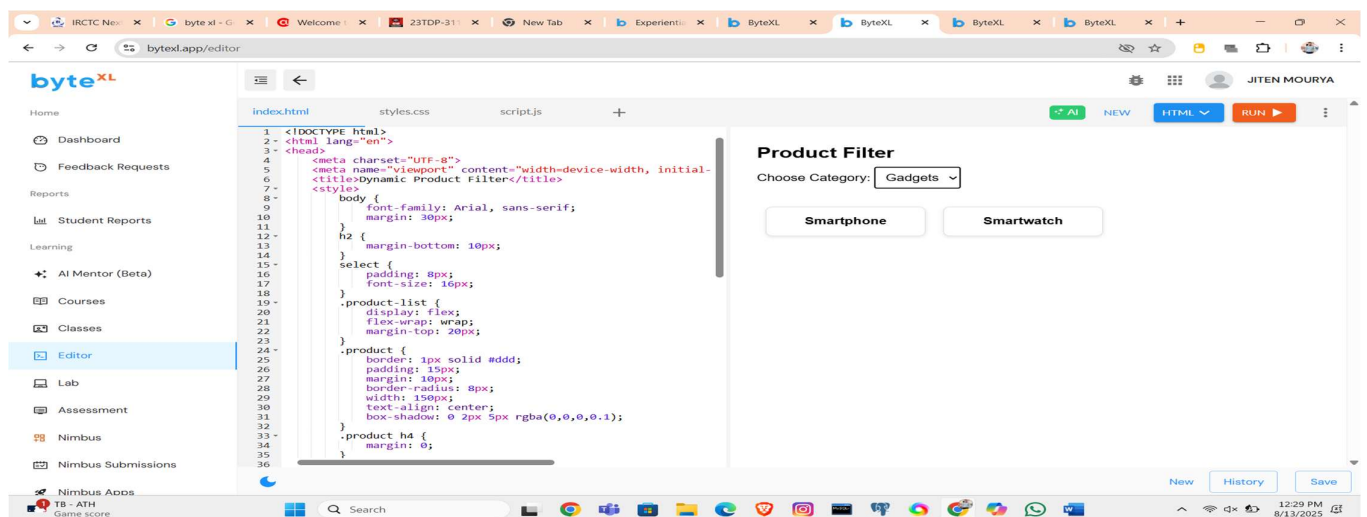 IRCTC Nex
byte xl - G
Welcome t
23TDP-311
New Tab
Experientia
ByteXL
ByteXL
ByteXL
ByteXL
bytexl.app/editor
byteXL
JITEN MOURYA
Home
Dashboard
Feedback Requests
Reports
Student Reports
Learning
AI Mentor (Beta)
Courses
Classes
Editor
Lab
Assessment
Nimbus
Nimbus Submissions
Nimbus Apps
index.html styles.css script.js +
AI NEW HTML RUN
1 <!DOCTYPE html>
2 <html lang="en">
3 <head>
4 <meta charset="UTF-8">
5 <meta name="viewport" content="width=device-width, initial-
6 <title>Dynamic Product Filter</title>
7 <style>
8 body {
9 font-family: Arial, sans-serif;
10 margin: 30px;
11 }
12 h2 {
13 margin-bottom: 10px;
14 }
15 select {
16 padding: 8px;
17 font-size: 16px;
18 }
19 .product-list {
20 display: flex;
21 flex-wrap: wrap;
22 margin-top: 20px;
23 }
24 .product {
25 border: 1px solid #ddd;
26 padding: 15px;
27 margin: 10px;
28 border-radius: 8px;
29 width: 150px;
30 text-align: center;
31 box-shadow: 0 2px 5px rgba(0,0,0,0.1);
32 }
33 .product h4 {
34 margin: 0;
35 }
36
Product Filter
Choose Category: Gadgets
Smartphone Smartwatch
New History Save
1
TB - ATH
Game score
Search
12:29 PM
8/13/2025